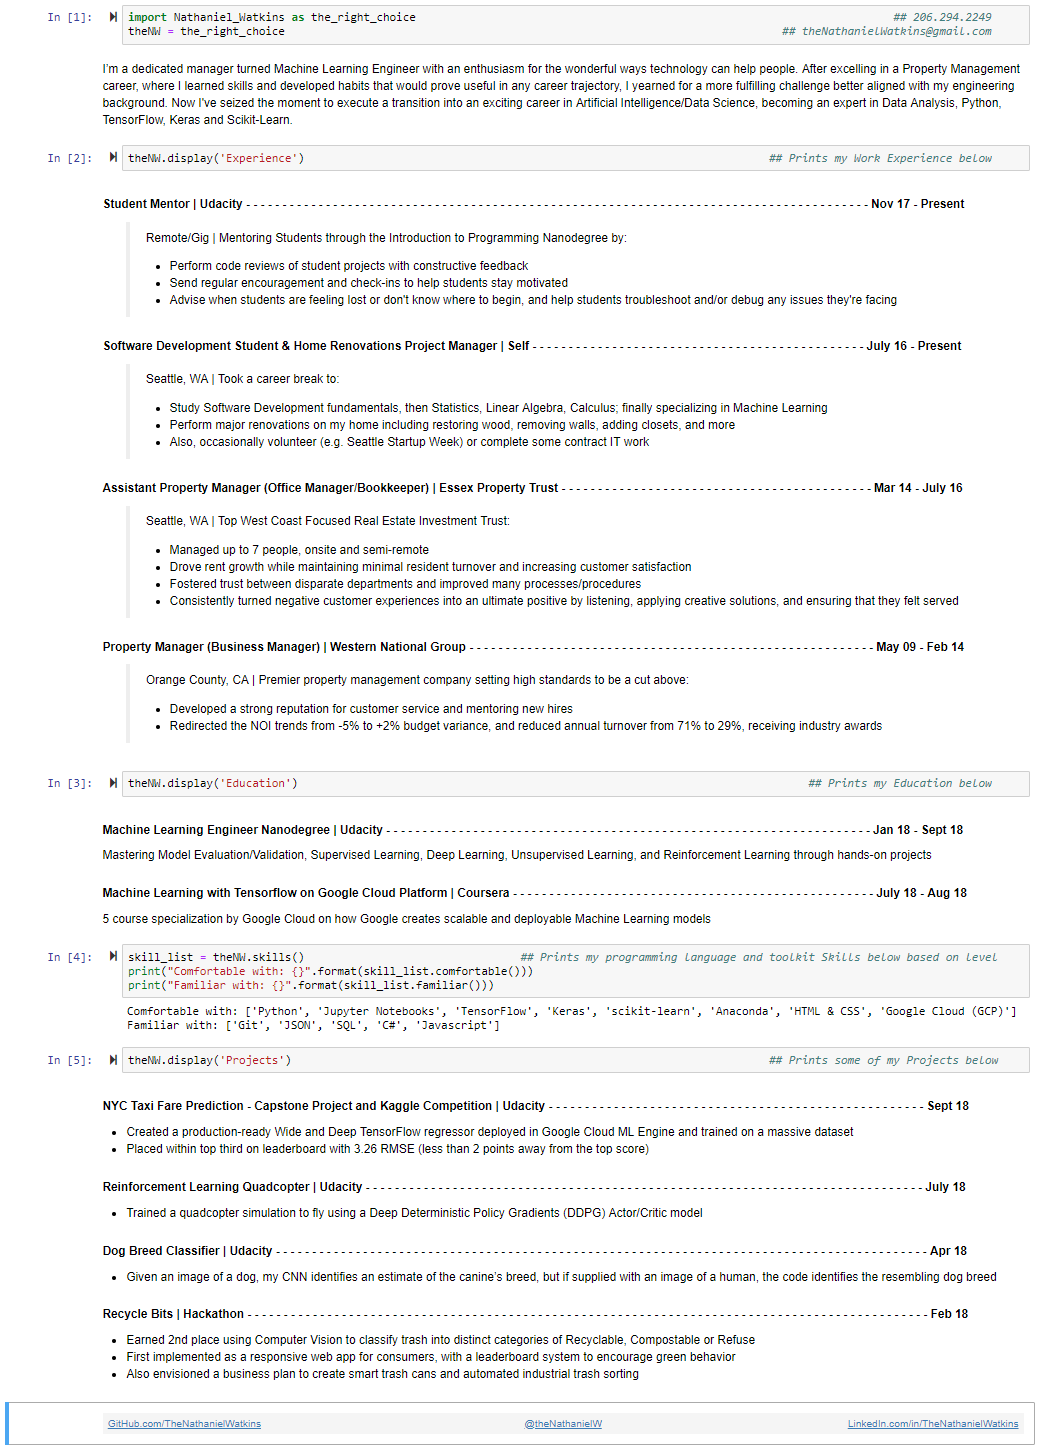 In [1]: import Nathaniel_Watkins as the_right_choice ## 206.294.2249
theNW = the_right_choice ## theNathanielWatkins@gmail.com
I'm a dedicated manager turned Machine Learning Engineer with an enthusiasm for the wonderful ways technology can help people. After excelling in a Property Management
career, where I learned skills and developed habits that would prove useful in any career trajectory, I yearned for a more fulfilling challenge better aligned with my engineering
background. Now I've seized the moment to execute a transition into an exciting career in Artificial Intelligence/Data Science, becoming an expert in Data Analysis, Python,
TensorFlow, Keras and Scikit-Learn.
In [2]: theNW.display('Experience') ## Prints my Work Experience below
Student Mentor | Udacity - - - - - - - - - - - - - - - - - - - - Nov 17 - Present
Remote/Gig | Mentoring Students through the Introduction to Programming Nanodegree by:
• Perform code reviews of student projects with constructive feedback
• Send regular encouragement and check-ins to help students stay motivated
• Advise when students are feeling lost or don't know where to begin, and help students troubleshoot and/or debug any issues they're facing
Software Development Student & Home Renovations Project Manager | Self - - - - - - - - - - - - - - - - - - - - July 16 - Present
Seattle, WA | Took a career break to:
• Study Software Development fundamentals, then Statistics, Linear Algebra, Calculus; finally specializing in Machine Learning
• Perform major renovations on my home including restoring wood, removing walls, adding closets, and more
• Also, occasionally volunteer (e.g. Seattle Startup Week) or complete some contract IT work
Assistant Property Manager (Office Manager/Bookkeeper) | Essex Property Trust - - - - - - - - - - - - - - - - - - - - Mar 14 - July 16
Seattle, WA | Top West Coast Focused Real Estate Investment Trust:
• Managed up to 7 people, onsite and semi-remote
• Drove rent growth while maintaining minimal resident turnover and increasing customer satisfaction
• Fostered trust between disparate departments and improved many processes/procedures
• Consistently turned negative customer experiences into an ultimate positive by listening, applying creative solutions, and ensuring that they felt served
Property Manager (Business Manager) | Western National Group - - - - - - - - - - - - - - - - - - - - May 09 - Feb 14
Orange County, CA | Premier property management company setting high standards to be a cut above:
• Developed a strong reputation for customer service and mentoring new hires
• Redirected the NOI trends from -5% to +2% budget variance, and reduced annual turnover from 71% to 29%, receiving industry awards
In [3]: theNW.display('Education') ## Prints my Education below
Machine Learning Engineer Nanodegree | Udacity - - - - - - - - - - - - - - - - - - - - Jan 18 - Sept 18
Mastering Model Evaluation/Validation, Supervised Learning, Deep Learning, Unsupervised Learning, and Reinforcement Learning through hands-on projects
Machine Learning with Tensorflow on Google Cloud Platform | Coursera - - - - - - - - - - - - - - - - - - - - July 18 - Aug 18
5 course specialization by Google Cloud on how Google creates scalable and deployable Machine Learning models
In [4]: skill_list = theNW.skills() ## Prints my programming language and toolkit Skills below based on level
print("Comfortable with: {}".format(skill_list.comfortable()))
print("Familiar with: {}".format(skill_list.familiar()))
Comfortable with: ['Python', 'Jupyter Notebooks', 'TensorFlow', 'Keras', 'scikit-learn', 'Anaconda', 'HTML & CSS', 'Google Cloud (GCP)']
Familiar with: ['Git', 'JSON', 'SQL', 'C#', 'Javascript']
In [5]: theNW.display('Projects') ## Prints some of my Projects below
NYC Taxi Fare Prediction - Capstone Project and Kaggle Competition | Udacity - - - - - - - - - - - - - - - - - - - - Sept 18
• Created a production-ready Wide and Deep TensorFlow regressor deployed in Google Cloud ML Engine and trained on a massive dataset
• Placed within top third on leaderboard with 3.26 RMSE (less than 2 points away from the top score)
Reinforcement Learning Quadcopter | Udacity - - - - - - - - - - - - - - - - - - - - July 18
• Trained a quadcopter simulation to fly using a Deep Deterministic Policy Gradients (DDPG) Actor/Critic model
Dog Breed Classifier | Udacity - - - - - - - - - - - - - - - - - - - - Apr 18
• Given an image of a dog, my CNN identifies an estimate of the canine's breed, but if supplied with an image of a human, the code identifies the resembling dog breed
Recycle Bits | Hackathon - - - - - - - - - - - - - - - - - - - - Feb 18
• Earned 2nd place using Computer Vision to classify trash into distinct categories of Recyclable, Compostable or Refuse
• First implemented as a responsive web app for consumers, with a leaderboard system to encourage green behavior
• Also envisioned a business plan to create smart trash cans and automated industrial trash sorting
GitHub.com/TheNathanielWatkins @theNathanielW LinkedIn.com/in/TheNathanielWatkins